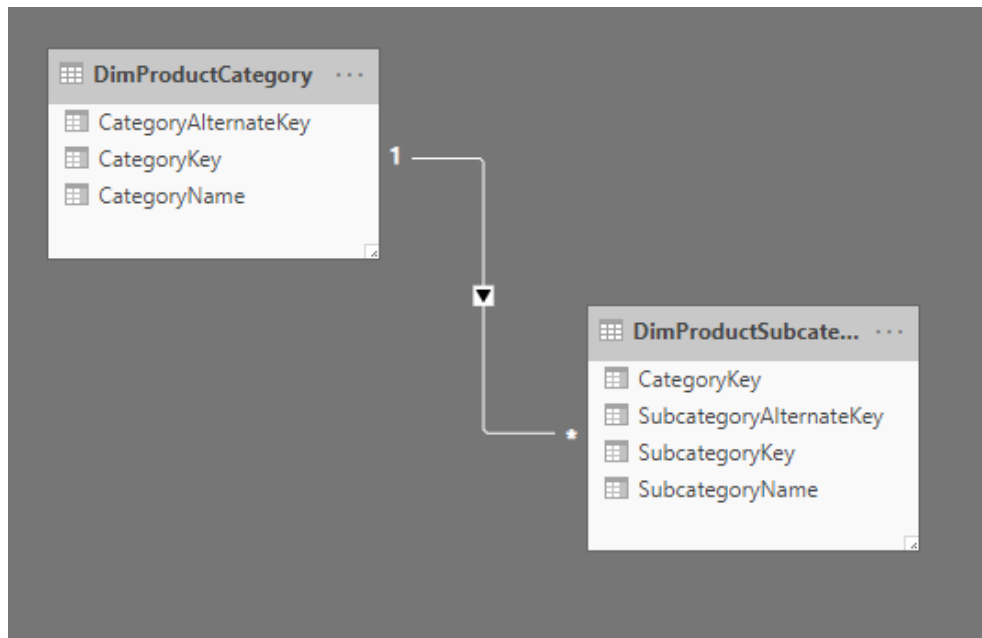 DimProductCategory ...
CategoryAlternateKey
CategoryKey
CategoryName
1
DimProductSubcate... ...
*
CategoryKey
SubcategoryAlternateKey
SubcategoryKey
SubcategoryName